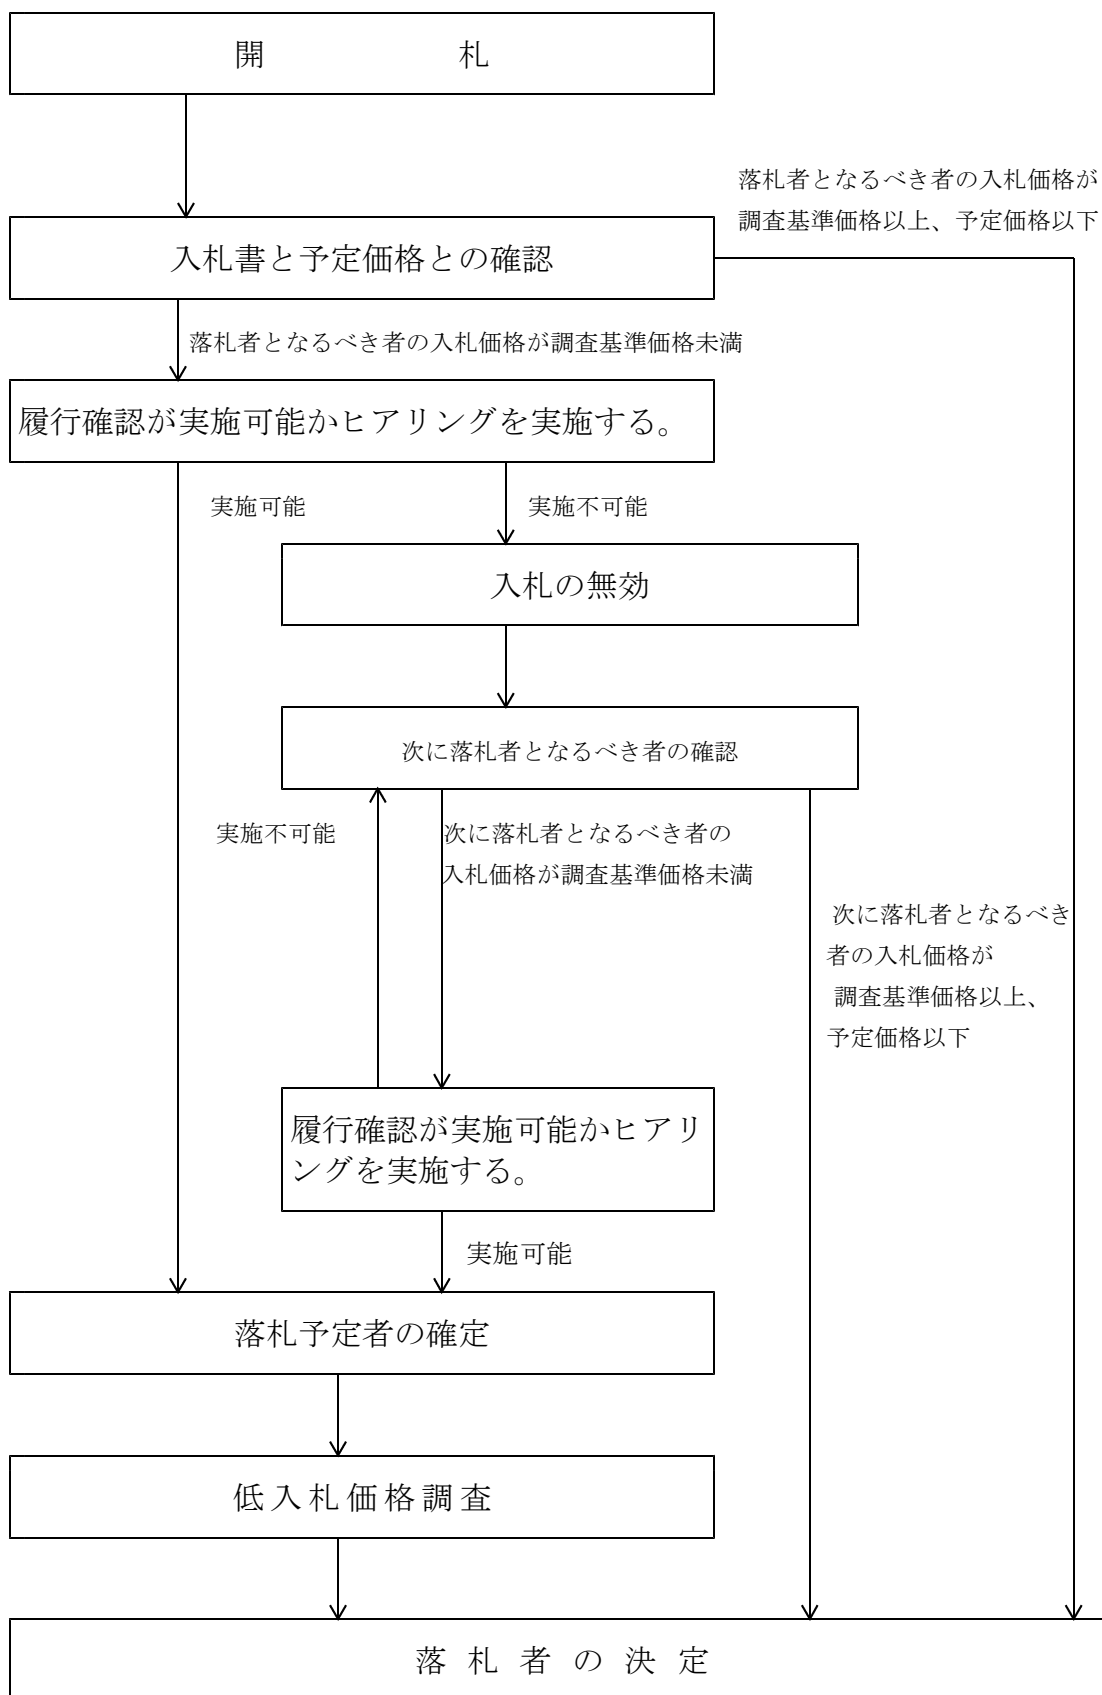 開　　　　　　札
落札者となるべき者の入札価格が
調査基準価格以上、予定価格以下
入札書と予定価格との確認
落札者となるべき者の入札価格が調査基準価格未満
履行確認が実施可能かヒアリングを実施する。
実施可能
実施不可能
入札の無効
次に落札者となるべき者の確認
実施不可能
次に落札者となるべき者の
入札価格が調査基準価格未満
次に落札者となるべき
者の入札価格が
調査基準価格以上、
予定価格以下
履行確認が実施可能かヒアリ
ングを実施する。
実施可能
落札予定者の確定
低入札価格調査
落 札 者 の 決 定